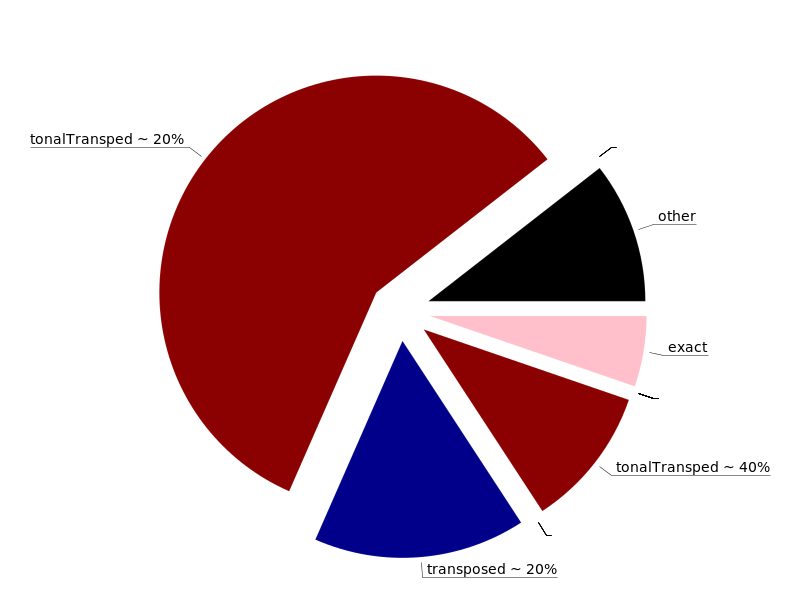 tonalTransped ~ 20%
other
exact
tonalTransped ~ 40%
transposed ~ 20%